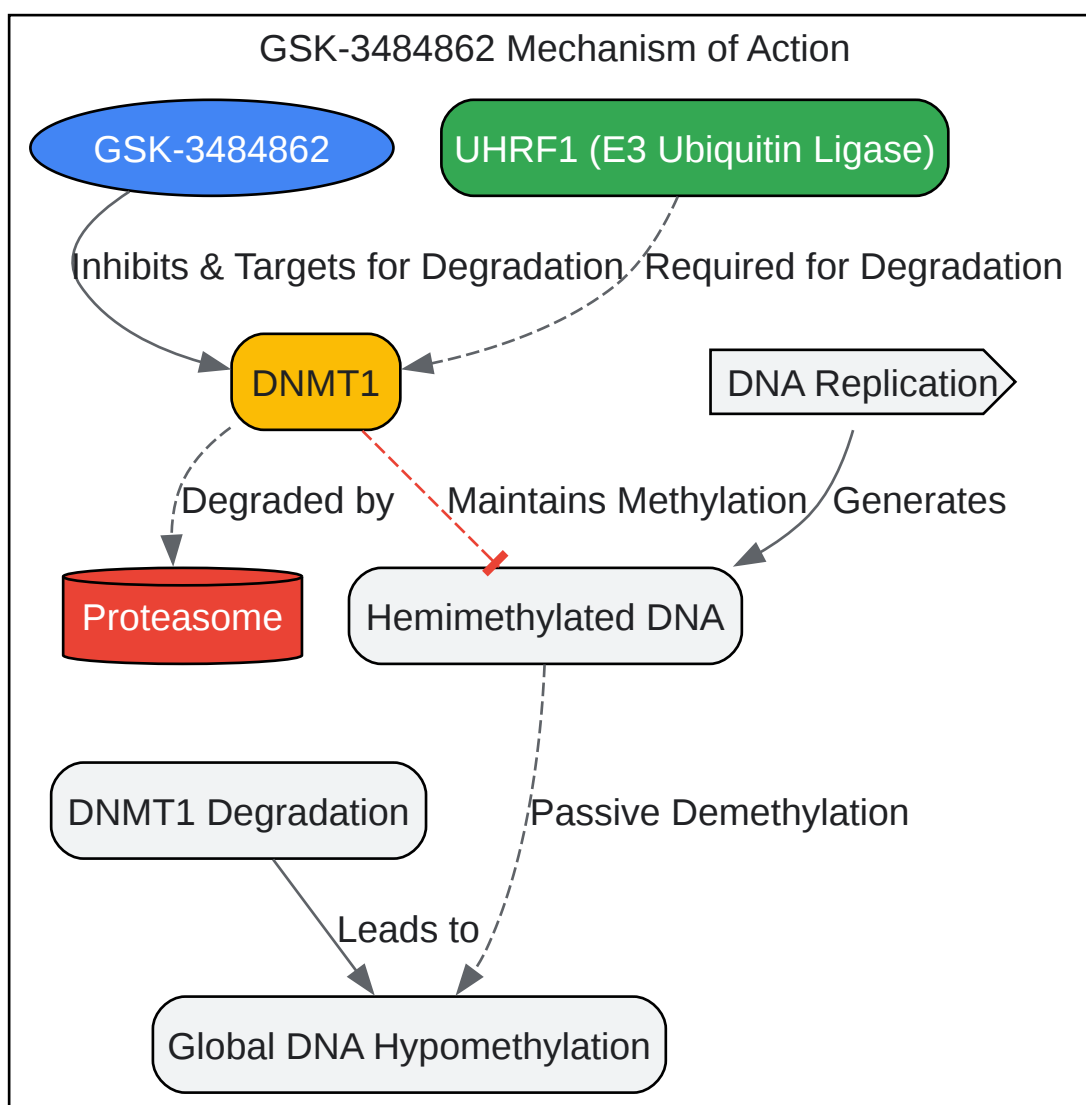 GSK-3484862 Mechanism of Action
GSK-3484862
UHRF1 (E3 Ubiquitin Ligase)
Inhibits & Targets for Degradation
Required for Degradation
DNMT1
DNA Replication
Degraded by
Maintains Methylation
Generates
Proteasome
Hemimethylated DNA
DNMT1 Degradation
Passive Demethylation
Leads to
Global DNA Hypomethylation